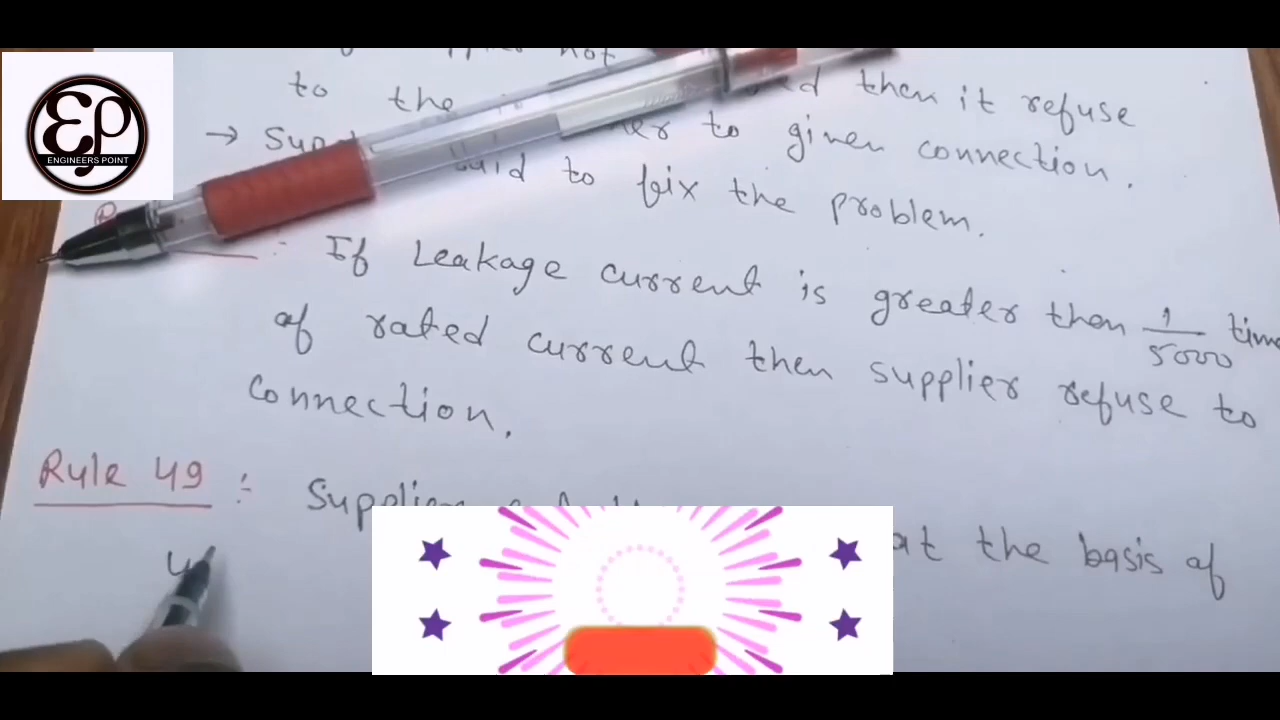 EP
ENGINEERS POINT
not
to the then it refuse
→ to given connection.
to fix the problem.
If Leakage current is greater then 1/5000 time
of rated current then supplier refuse to
connection.
Rule 49 :- Supplier at the basis of